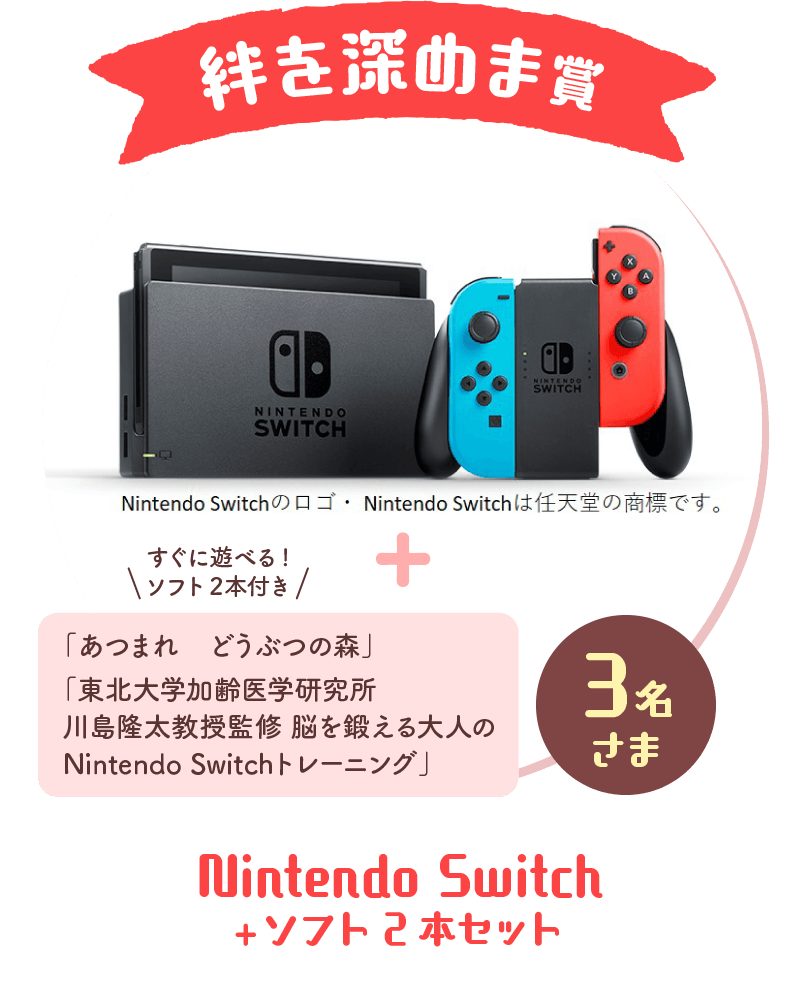 絆を深めま賞
NINTENDO
SWITCH
X
Y
A
B
NINTENDO
SWITCH
Nintendo Switchのロゴ・ Nintendo Switchは任天堂の商標です。
+
すぐに遊べる！
\ソフト2本付き/
「あつまれ　どうぶつの森」
「東北大学加齢医学研究所
川島隆太教授監修 脳を鍛える大人の
Nintendo Switchトレーニング」
3名
さま
Nintendo Switch
+ソフト2本セット